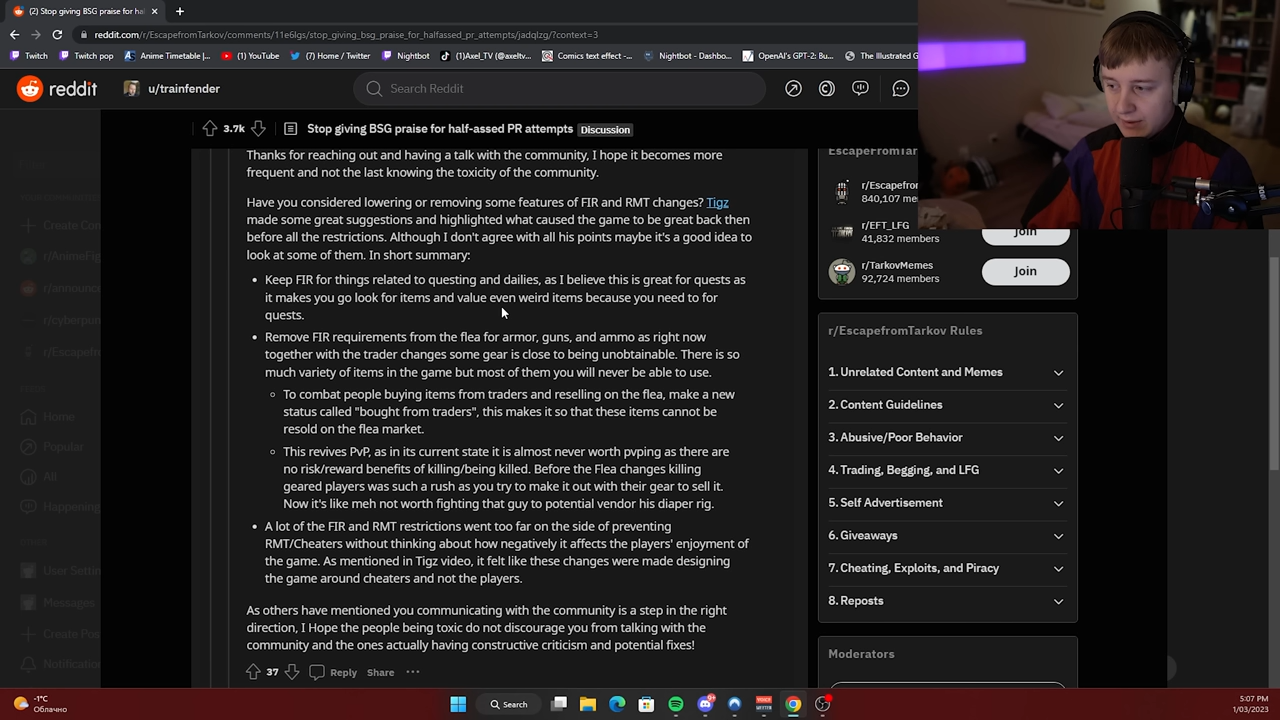 (2) Stop giving BSG praise for hal
reddit.com/r/EscapefromTarkov/comments/11e6lgs/stop_giving_bsg_praise_for_halfassed_pr_attempts/jadqlzg/?context=3
Twitch
Twitch pop
Anime Timetable |...
(1) YouTube
(7) Home / Twitter
Nightbot
(1)Axel_TV (@axeltv...
Comics text effect -...
Nightbot - Dashbo...
OpenAI's GPT-2: Bu...
The Illustrated G
reddit
u/trainfender
Search Reddit
3.7k
Stop giving BSG praise for half-assed PR attempts
Discussion
Thanks for reaching out and having a talk with the community, I hope it becomes more
frequent and not the last knowing the toxicity of the community.
Have you considered lowering or removing some features of FIR and RMT changes? Tigz
made some great suggestions and highlighted what caused the game to be great back then
before all the restrictions. Although I don't agree with all his points maybe it's a good idea to
look at some of them. In short summary:
• Keep FIR for things related to questing and dailies, as I believe this is great for quests as
it makes you go look for items and value even weird items because you need to for
quests.
• Remove FIR requirements from the flea for armor, guns, and ammo as right now
together with the trader changes some gear is close to being unobtainable. There is so
much variety of items in the game but most of them you will never be able to use.
◦ To combat people buying items from traders and reselling on the flea, make a new
status called "bought from traders", this makes it so that these items cannot be
resold on the flea market.
◦ This revives PvP, as in its current state it is almost never worth pvping as there are
no risk/reward benefits of killing/being killed. Before the Flea changes killing
geared players was such a rush as you try to make it out with their gear to sell it.
Now it's like meh not worth fighting that guy to potential vendor his diaper rig.
• A lot of the FIR and RMT restrictions went too far on the side of preventing
RMT/Cheaters without thinking about how negatively it affects the players' enjoyment of
the game. As mentioned in Tigz video, it felt like these changes were made designing
the game around cheaters and not the players.
As others have mentioned you communicating with the community is a step in the right
direction, I Hope the people being toxic do not discourage you from talking with the
community and the ones actually having constructive criticism and potential fixes!
37
Reply
Share
EscapeFromTar
r/Escapefron
840,107 mem
r/EFT_LFG
41,832 members
Join
r/TarkovMemes
92,724 members
Join
r/EscapefromTarkov Rules
1. Unrelated Content and Memes
2. Content Guidelines
3. Abusive/Poor Behavior
4. Trading, Begging, and LFG
5. Self Advertisement
6. Giveaways
7. Cheating, Exploits, and Piracy
8. Reposts
Moderators
Create Con
r/AnimeFig
r/announc
r/cyberpun
r/Escapef
Home
Popular
All
Happening
User Settin
Messages
Create Pos
Notificatio
-1°C
Облачно
Search
5:07 PM
1/03/2023